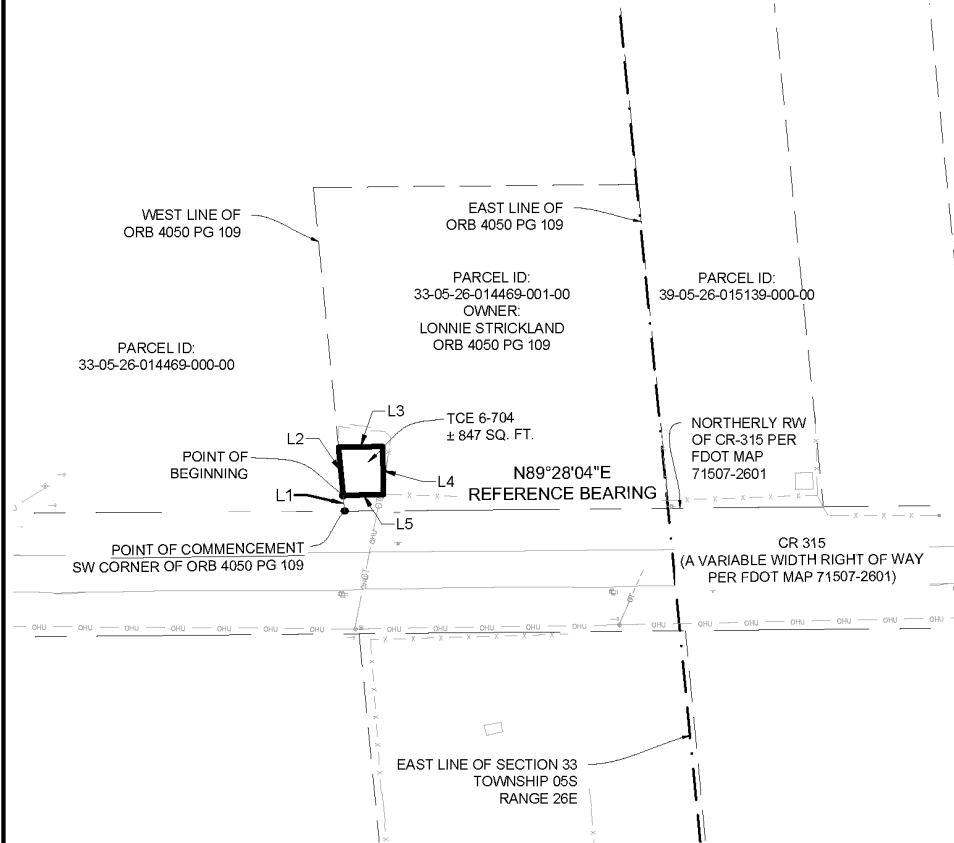 WEST LINE OF
ORB 4050 PG 109
EAST LINE OF
ORB 4050 PG 109
PARCEL ID:
33-05-26-014469-001-00
OWNER:
LONNIE STRICKLAND
ORB 4050 PG 109
PARCEL ID:
39-05-26-015139-000-00
PARCEL ID:
33-05-26-014469-000-00
L3
TCE 6-704
± 847 SQ. FT.
L2
POINT OF
BEGINNING
L4
L1
L5
N89°28'04"E
REFERENCE BEARING
NORTHERLY RW
OF CR-315 PER
FDOT MAP
71507-2601
POINT OF COMMENCEMENT
SW CORNER OF ORB 4050 PG 109
CR 315
(A VARIABLE WIDTH RIGHT OF WAY
PER FDOT MAP 71507-2601)
OHU OHU OHU OHU OHU OHU OHU OHU OHU OHU OHU OHU OHU OHU OHU
EAST LINE OF SECTION 33
TOWNSHIP 05S
RANGE 26E